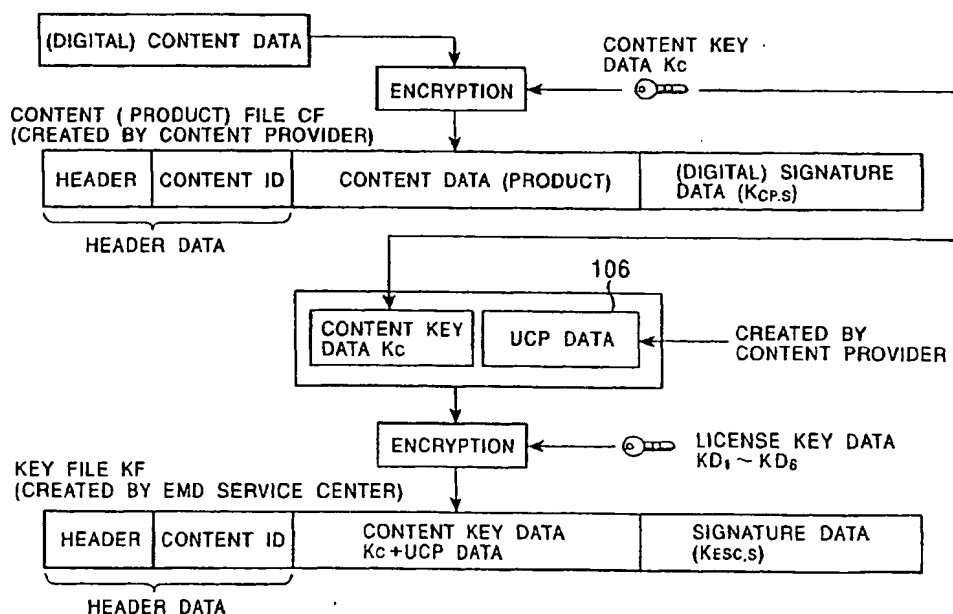 (DIGITAL) CONTENT DATA
CONTENT KEY
DATA Kc
ENCRYPTION
CONTENT (PRODUCT) FILE CF
(CREATED BY CONTENT PROVIDER)
HEADER
CONTENT ID
CONTENT DATA (PRODUCT)
(DIGITAL) SIGNATURE
DATA (KCP,S)
HEADER DATA
106
CONTENT KEY
DATA Kc
UCP DATA
CREATED BY
CONTENT PROVIDER
ENCRYPTION
LICENSE KEY DATA
KD1 ~ KD6
KEY FILE KF
(CREATED BY EMD SERVICE CENTER)
HEADER
CONTENT ID
CONTENT KEY DATA
Kc+UCP DATA
SIGNATURE DATA
(KESC,S)
HEADER DATA